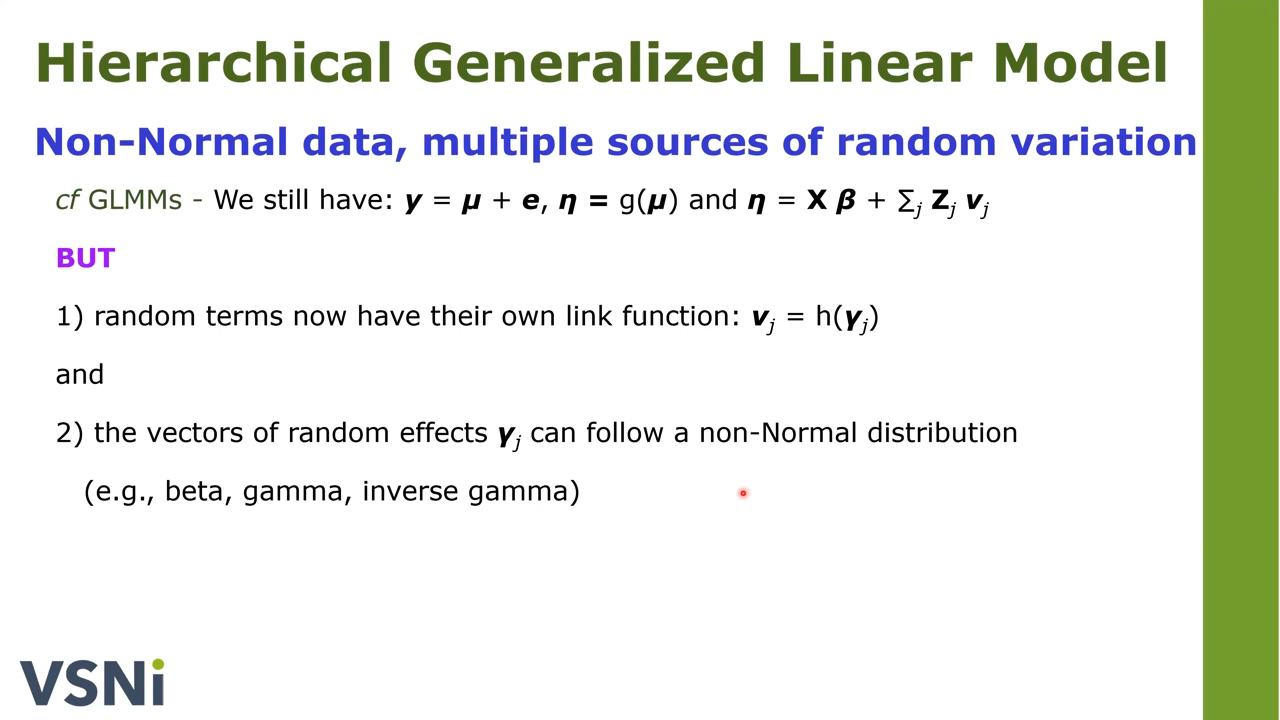 Hierarchical Generalized Linear Model
Non-Normal data, multiple sources of random variation
cf GLMMs - We still have: y = μ + e, η = g(μ) and η = X β + ∑j Zj vj
BUT
1) random terms now have their own link function: vj = h(γj)
and
2) the vectors of random effects γj can follow a non-Normal distribution
(e.g., beta, gamma, inverse gamma)
VSNi